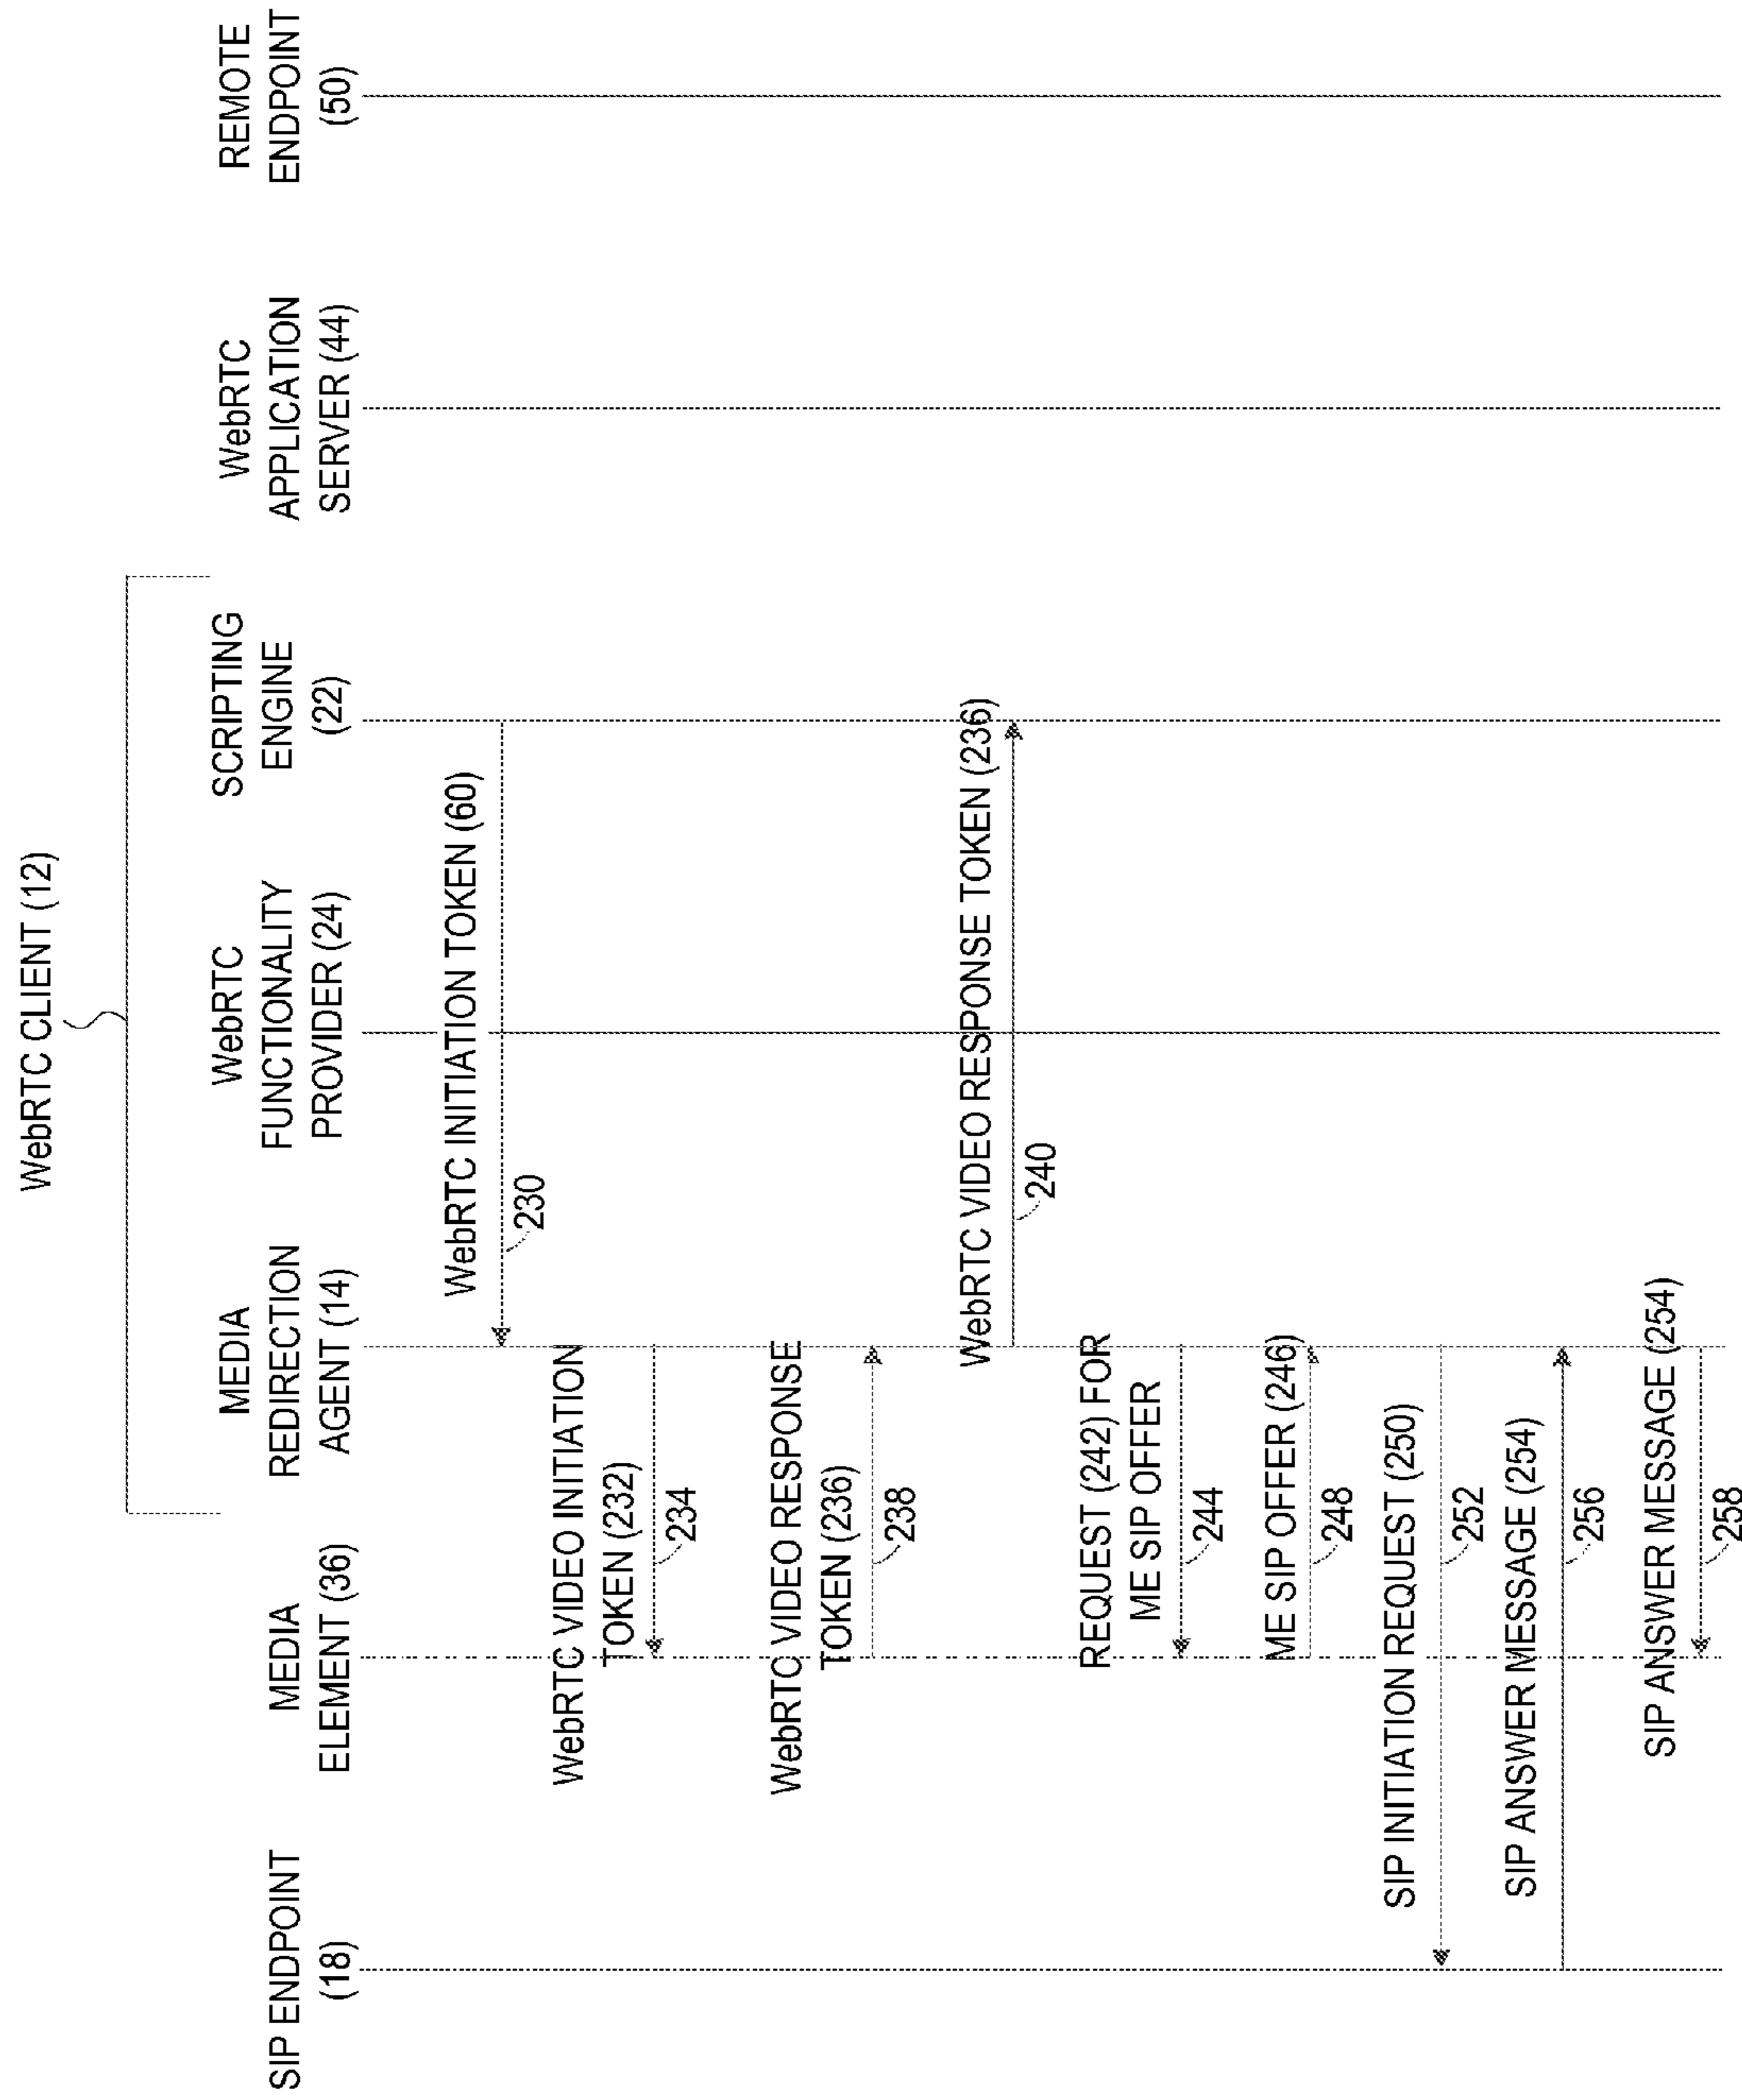 WebRTC CLIENT (12)
SIP ENDPOINT
(18)
MEDIA
ELEMENT (36)
MEDIA
REDIRECTION
AGENT (14)
WebRTC
FUNCTIONALITY
PROVIDER (24)
SCRIPTING
ENGINE
(22)
WebRTC
APPLICATION
SERVER (44)
REMOTE
ENDPOINT
(50)
WebRTC INITIATION TOKEN (60)
230
WebRTC VIDEO INITIATION
TOKEN (232)
234
WebRTC VIDEO RESPONSE
TOKEN (236)
238
WebRTC VIDEO RESPONSE TOKEN (236)
240
REQUEST (242) FOR
ME SIP OFFER
244
ME SIP OFFER (246)
248
SIP INITIATION REQUEST (250)
252
SIP ANSWER MESSAGE (254)
256
SIP ANSWER MESSAGE (254)
258